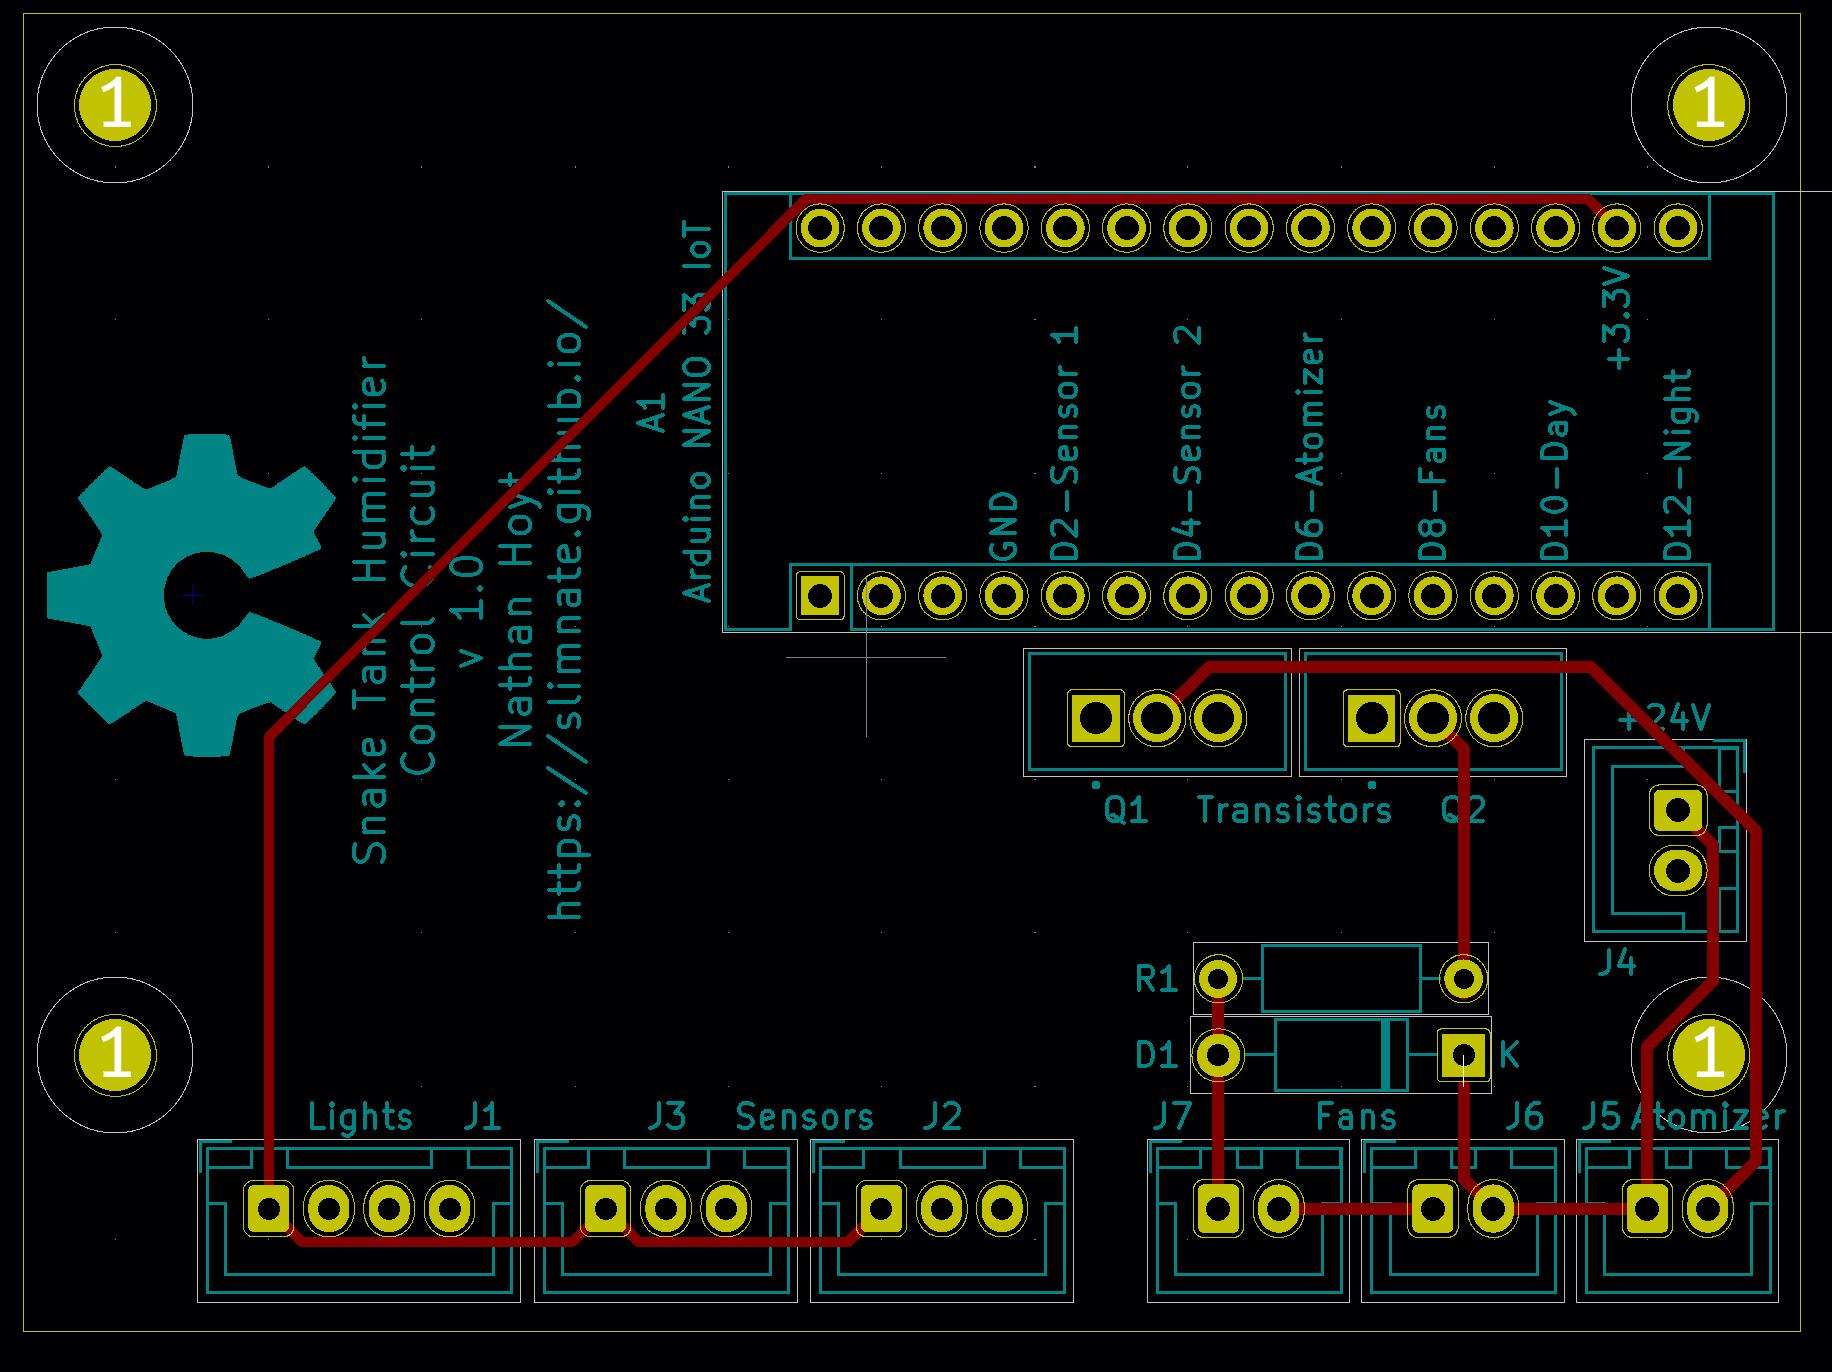 1
1
Snake Tank Humidifier
Control Circuit
v 1.0
Nathan Hoyt
https://slimnate.github.io/
A1
Arduino NANO 33 IoT
GND
D2-Sensor 1
D4-Sensor 2
D6-Atomizer
D8-Fans
D10-Day
+3.3V
D12-Night
Q1
Transistors
Q2
+24V
J4
R1
D1
K
1
1
Lights
J1
J3
Sensors
J2
J7
Fans
J6
J5
Atomizer